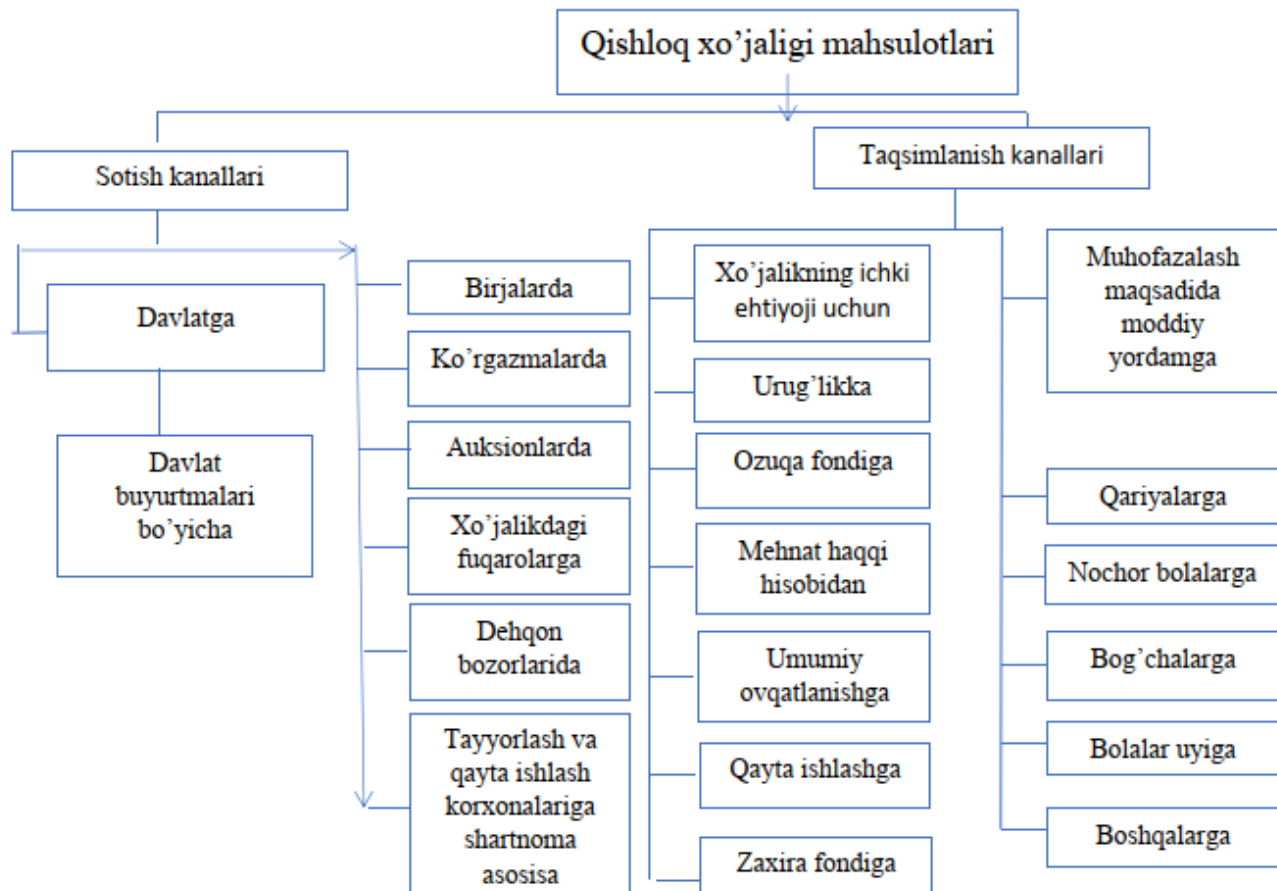 Qishloq xo’jaligi mahsulotlari
Sotish kanallari
Taqsimlanish kanallari
Davlatga
Davlat
buyurtmalari
bo’yicha
Birjalarda
Ko’rgazmalarda
Auksionlarda
Xo’jalikdagi
fuqarolarga
Dehqon
bozorlarida
Tayyorlash va
qayta ishlash
korxonalariga
shartnoma
asosisa
Xo’jalikning ichki
ehtiyoji uchun
Urug’likka
Ozuqa fondiga
Mehnat haqqi
hisobidan
Umumiy
ovqatlanishga
Qayta ishlashga
Zaxira fondiga
Muhofazalash
maqsadida
moddiy
yordamga
Qariyalarga
Nochor bolalarga
Bog’chalarga
Bolalar uyiga
Boshqalarga